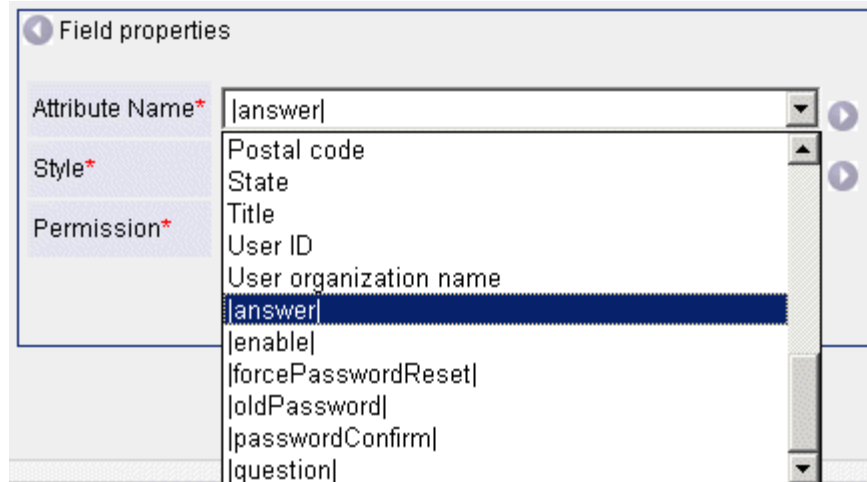 Field properties
Attribute Name* |answer|
Postal code
Style*
State
Title
Permission*
User ID
User organization name
|answer|
|enable|
|forcePasswordReset|
|oldPassword|
|passwordConfirm|
|question|